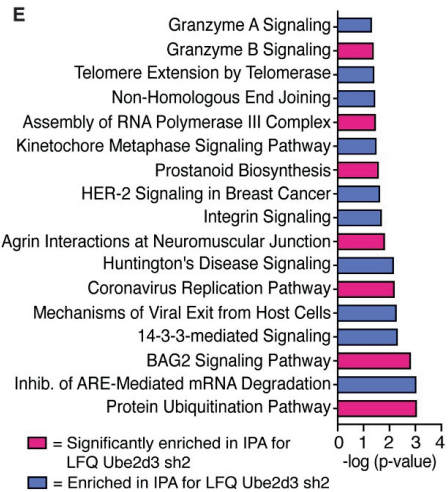 E
Granzyme A Signaling
Granzyme B Signaling
Telomere Extension by Telomerase
Non-Homologous End Joining
Assembly of RNA Polymerase III Complex
Kinetochore Metaphase Signaling Pathway
Prostanoid Biosynthesis
HER-2 Signaling in Breast Cancer
Integrin Signaling
Agrin Interactions at Neuromuscular Junction
Huntington's Disease Signaling
Coronavirus Replication Pathway
Mechanisms of Viral Exit from Host Cells
14-3-3-mediated Signaling
BAG2 Signaling Pathway
Inhib. of ARE-Mediated mRNA Degradation
Protein Ubiquitination Pathway
0 1 2 3 4
-log (p-value)
= Significantly enriched in IPA for
LFQ Ube2d3 sh2
= Enriched in IPA for LFQ Ube2d3 sh2